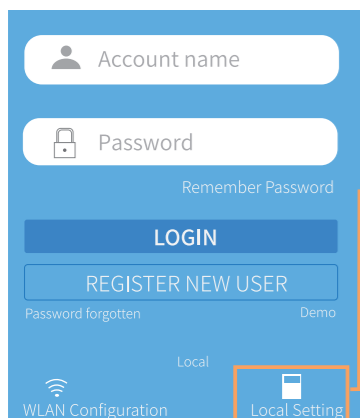 Account name
Password
Remember Password
LOGIN
REGISTER NEW USER
Password forgotten Demo
Local
WLAN Configuration Local Setting